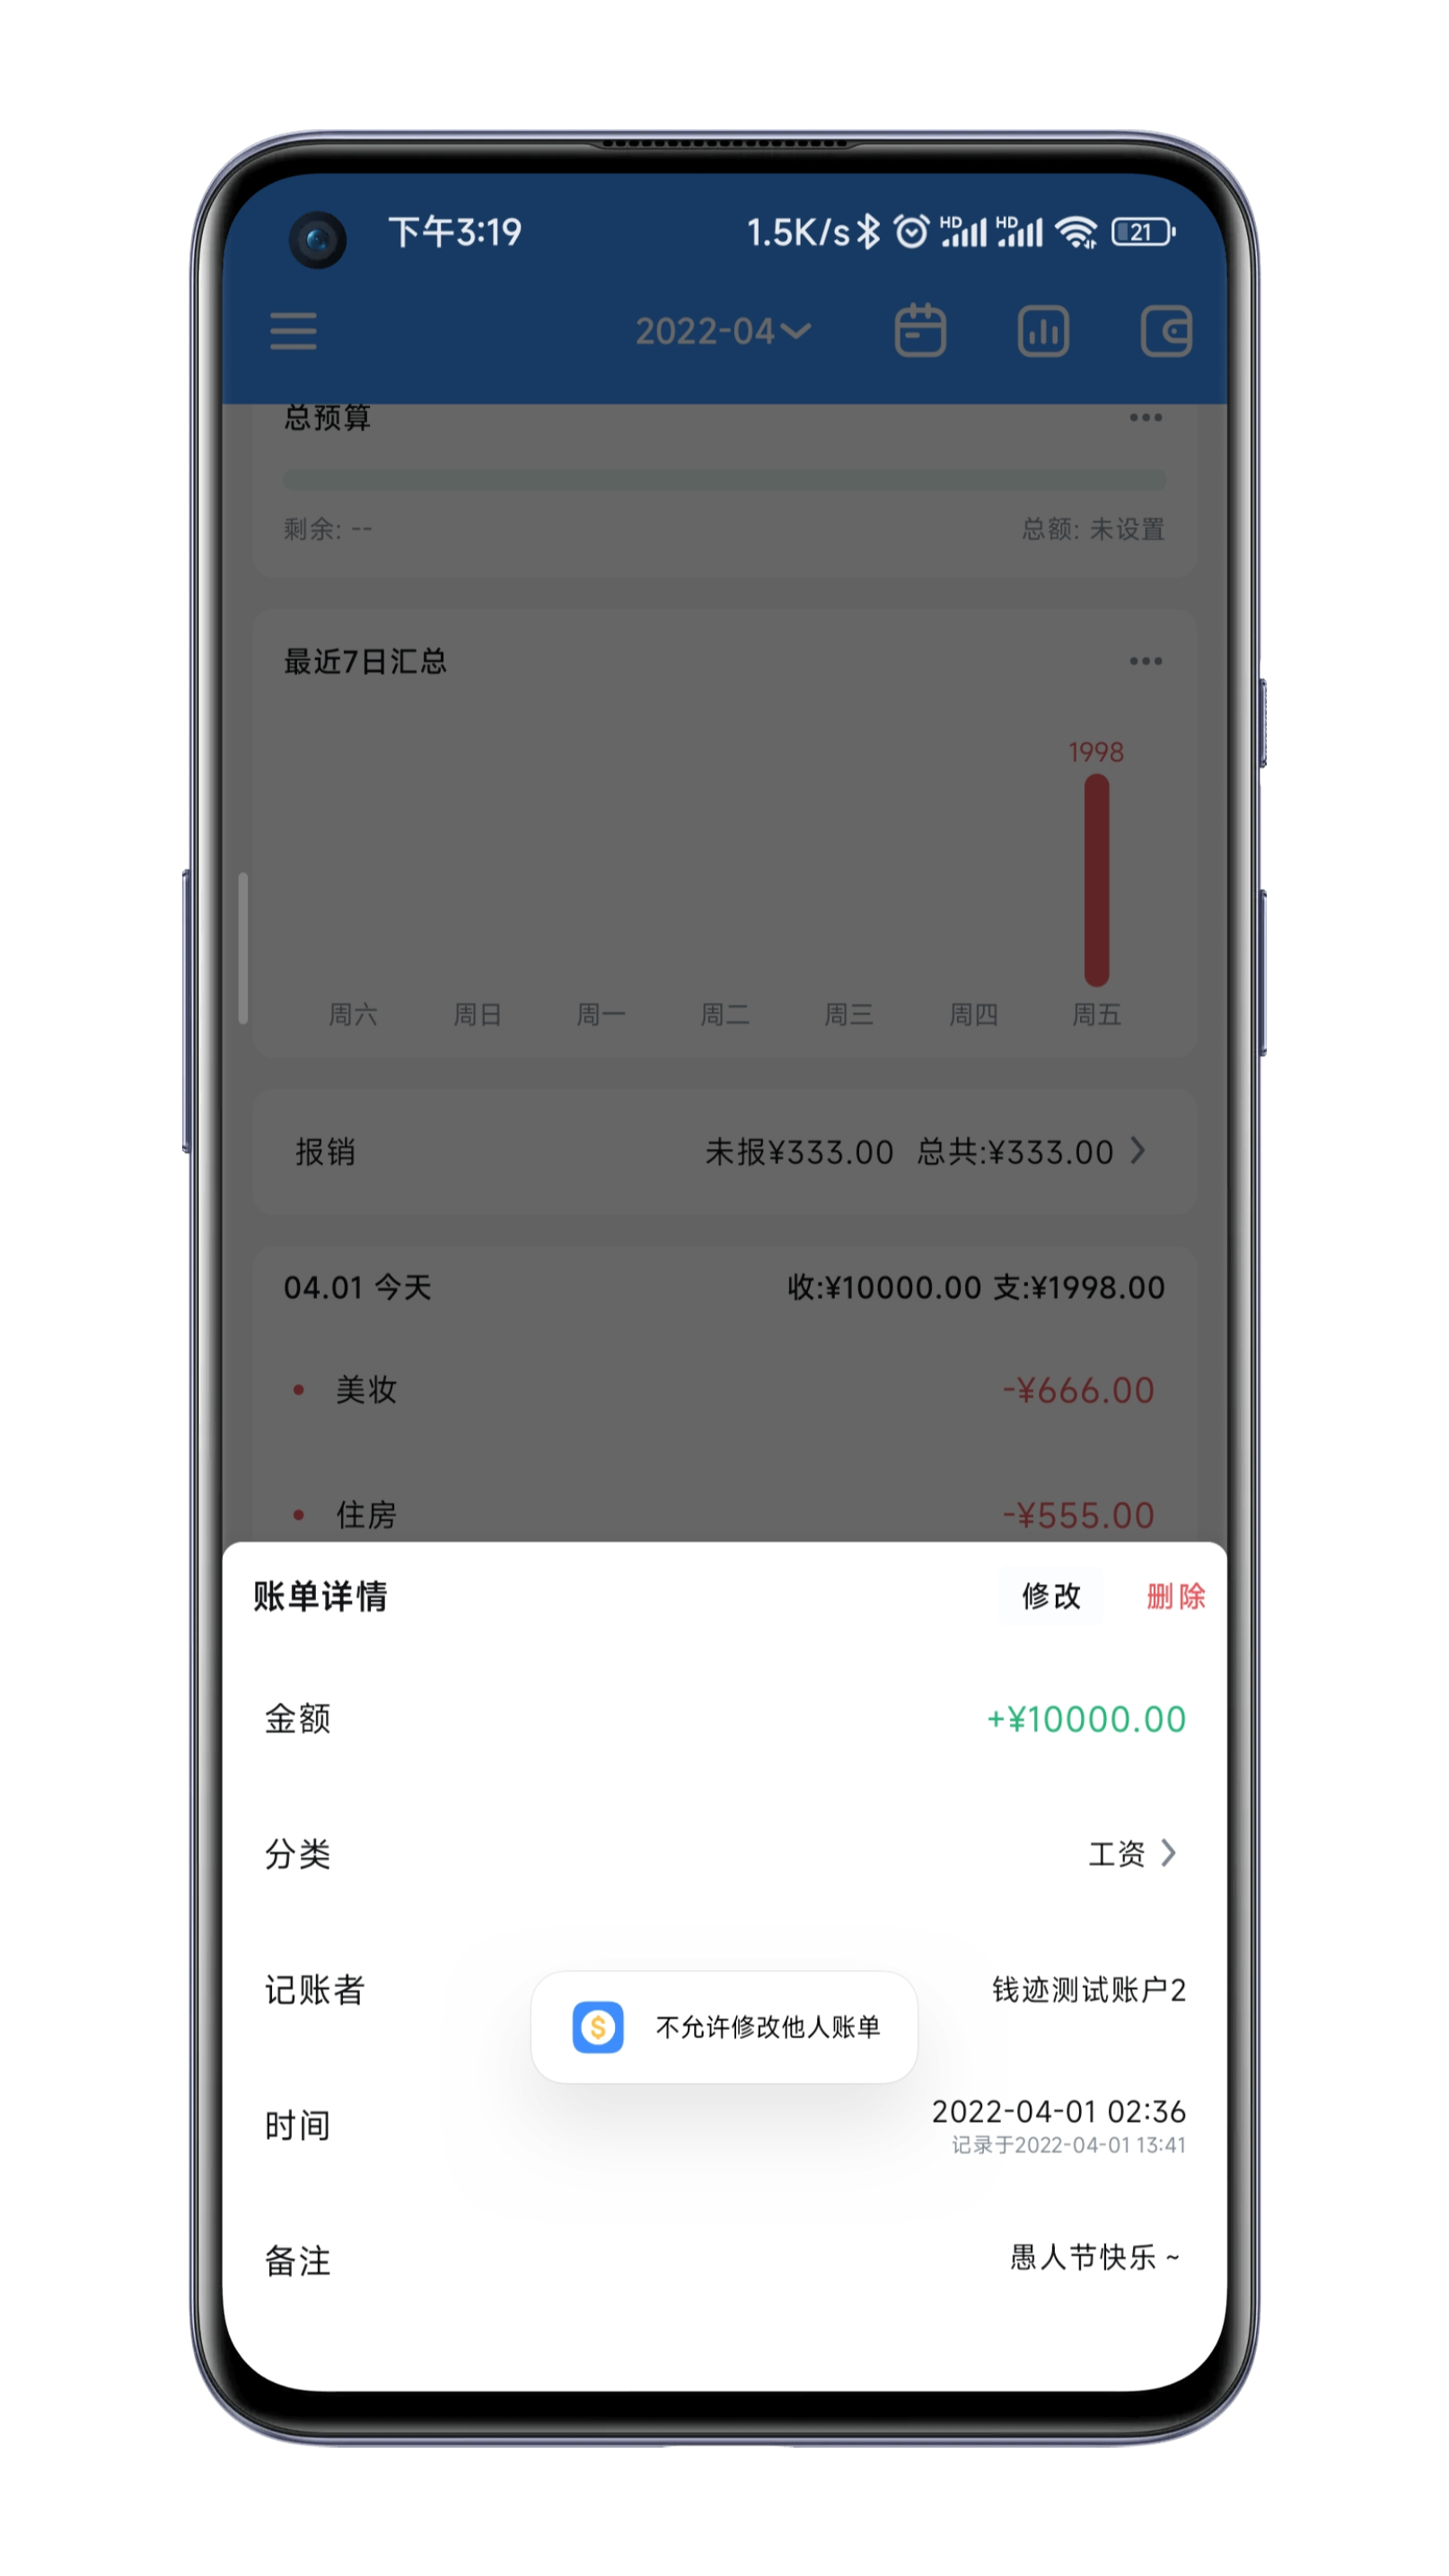 下午3:19
1.5K/s HD HD 21
2022-04
总预算
剩余: -- 总额: 未设置
最近7日汇总
1998
周六 周日 周一 周二 周三 周四 周五
报销 未报¥333.00 总共:¥333.00
04.01 今天 收:¥10000.00 支:¥1998.00
美妆 -¥666.00
住房 -¥555.00
账单详情 修改 删除
金额 +¥10000.00
分类 工资
记账者 钱迹测试账户2
不允许修改他人账单
时间 2022-04-01 02:36
记录于2022-04-01 13:41
备注 愚人节快乐 ~